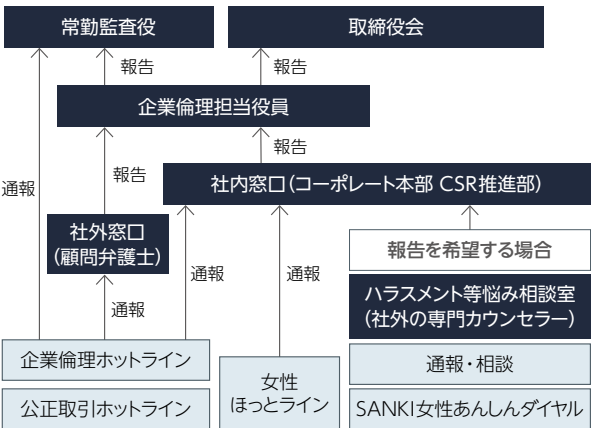 常勤監査役
取締役会
報告
報告
企業倫理担当役員
報告
通報
報告
社内窓口（コーポレート本部 CSR推進部）
社外窓口
（顧問弁護士）
報告を希望する場合
通報
通報
ハラスメント等悩み相談室
（社外の専門カウンセラー）
通報
企業倫理ホットライン
女性
ほっとライン
通報・相談
公正取引ホットライン
SANKI女性あんしんダイヤル